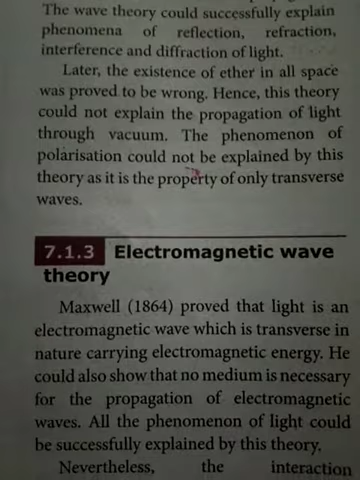 The wave theory could successfully explain
phenomena of reflection, refraction,
interference and diffraction of light.
Later, the existence of ether in all space
was proved to be wrong. Hence, this theory
could not explain the propagation of light
through vacuum. The phenomenon of
polarisation could not be explained by this
theory as it is the property of only transverse
waves.
7.1.3 Electromagnetic wave
theory
Maxwell (1864) proved that light is an
electromagnetic wave which is transverse in
nature carrying electromagnetic energy. He
could also show that no medium is necessary
for the propagation of electromagnetic
waves. All the phenomenon of light could
be successfully explained by this theory.
Nevertheless, the interaction